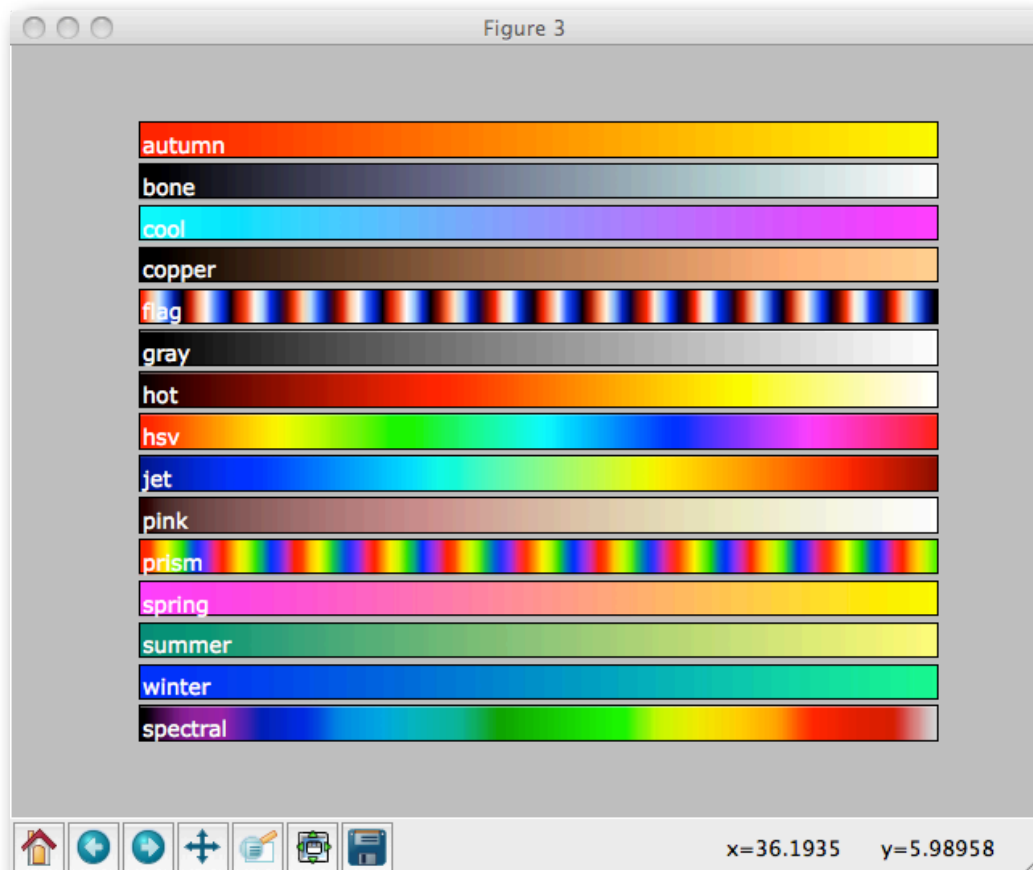 Figure 3
autumn
bone
cool
copper
flag
gray
hot
hsv
jet
pink
prism
spring
summer
winter
spectral
x=36.1935 y=5.98958